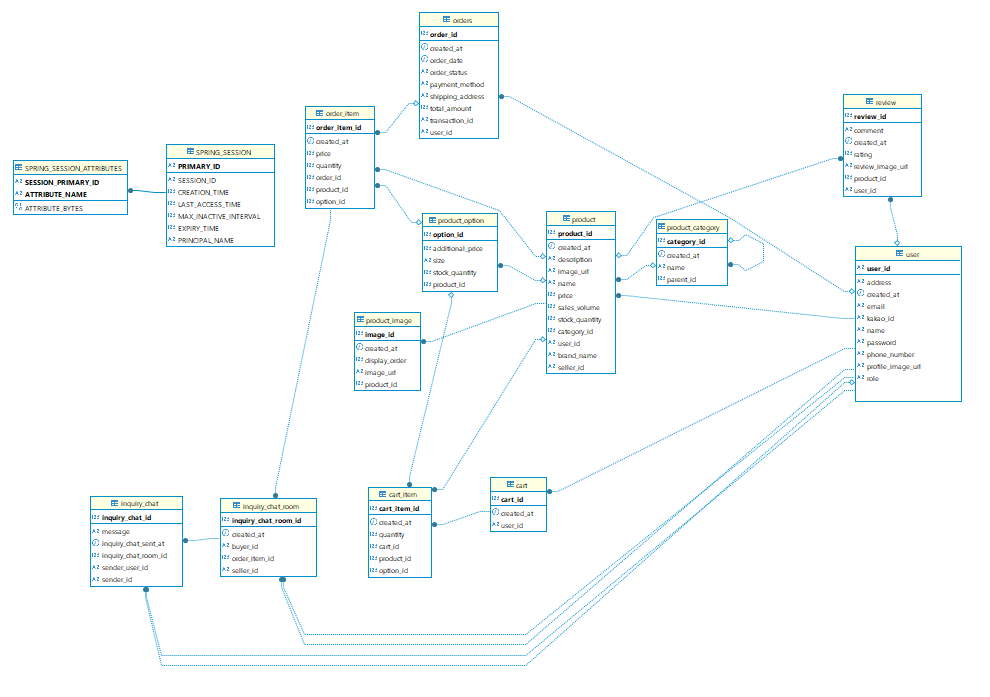 orders
order_id
created_at
order_date
order_status
payment_method
shipping_address
total_amount
transaction_id
user_id
order_item
order_item_id
created_at
price
quantity
order_id
product_id
option_id
review
review_id
comment
created_at
rating
review_image_url
product_id
user_id
SPRING_SESSION_ATTRIBUTES
SESSION_PRIMARY_ID
ATTRIBUTE_NAME
ATTRIBUTE_BYTES
SPRING_SESSION
PRIMARY_ID
SESSION_ID
CREATION_TIME
LAST_ACCESS_TIME
MAX_INACTIVE_INTERVAL
EXPIRY_TIME
PRINCIPAL_NAME
product_option
option_id
additional_price
size
stock_quantity
product_id
product
product_id
created_at
description
image_url
name
price
sales_volume
stock_quantity
category_id
user_id
brand_name
seller_id
product_category
category_id
created_at
name
parent_id
user
user_id
address
created_at
email
kakao_id
name
password
phone_number
profile_image_url
role
product_image
image_id
created_at
display_order
image_url
product_id
inquiry_chat
inquiry_chat_id
message
inquiry_chat_sent_at
inquiry_chat_room_id
sender_user_id
sender_id
inquiry_chat_room
inquiry_chat_room_id
created_at
buyer_id
order_item_id
seller_id
cart_item
cart_item_id
created_at
quantity
cart_id
product_id
option_id
cart
cart_id
created_at
user_id